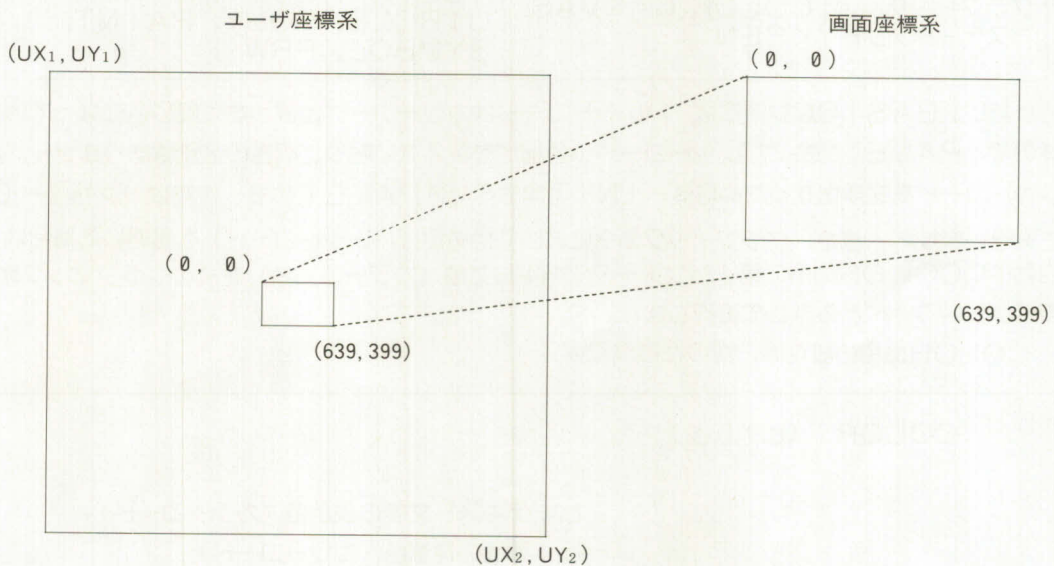 ユーザ座標系
画面座標系
(UX₁, UY₁)
(0, 0)
(0, 0)
(639, 399)
(639, 399)
(UX₂, UY₂)